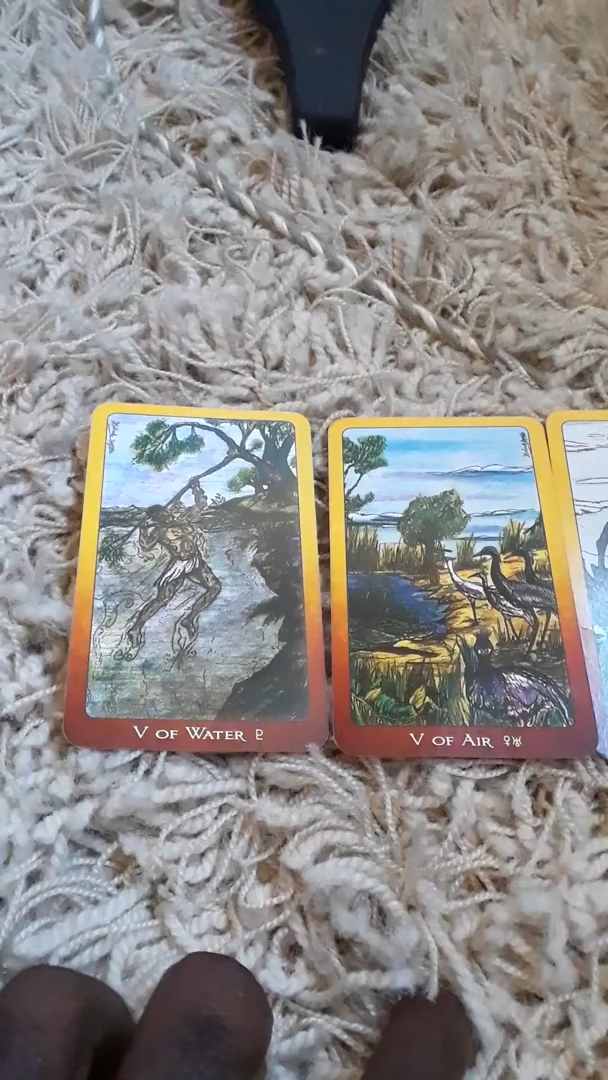 V OF WATER ♇
V OF AIR ♀♅